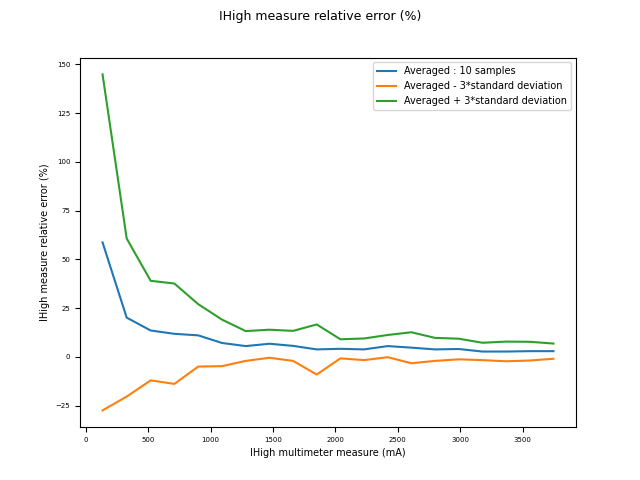 IHigh measure relative error (%)
Averaged : 10 samples
Averaged - 3*standard deviation
Averaged + 3*standard deviation
IHigh measure relative error (%)
150
125
100
75
50
25
0
−25
0 500 1000 1500 2000 2500 3000 3500
IHigh multimeter measure (mA)